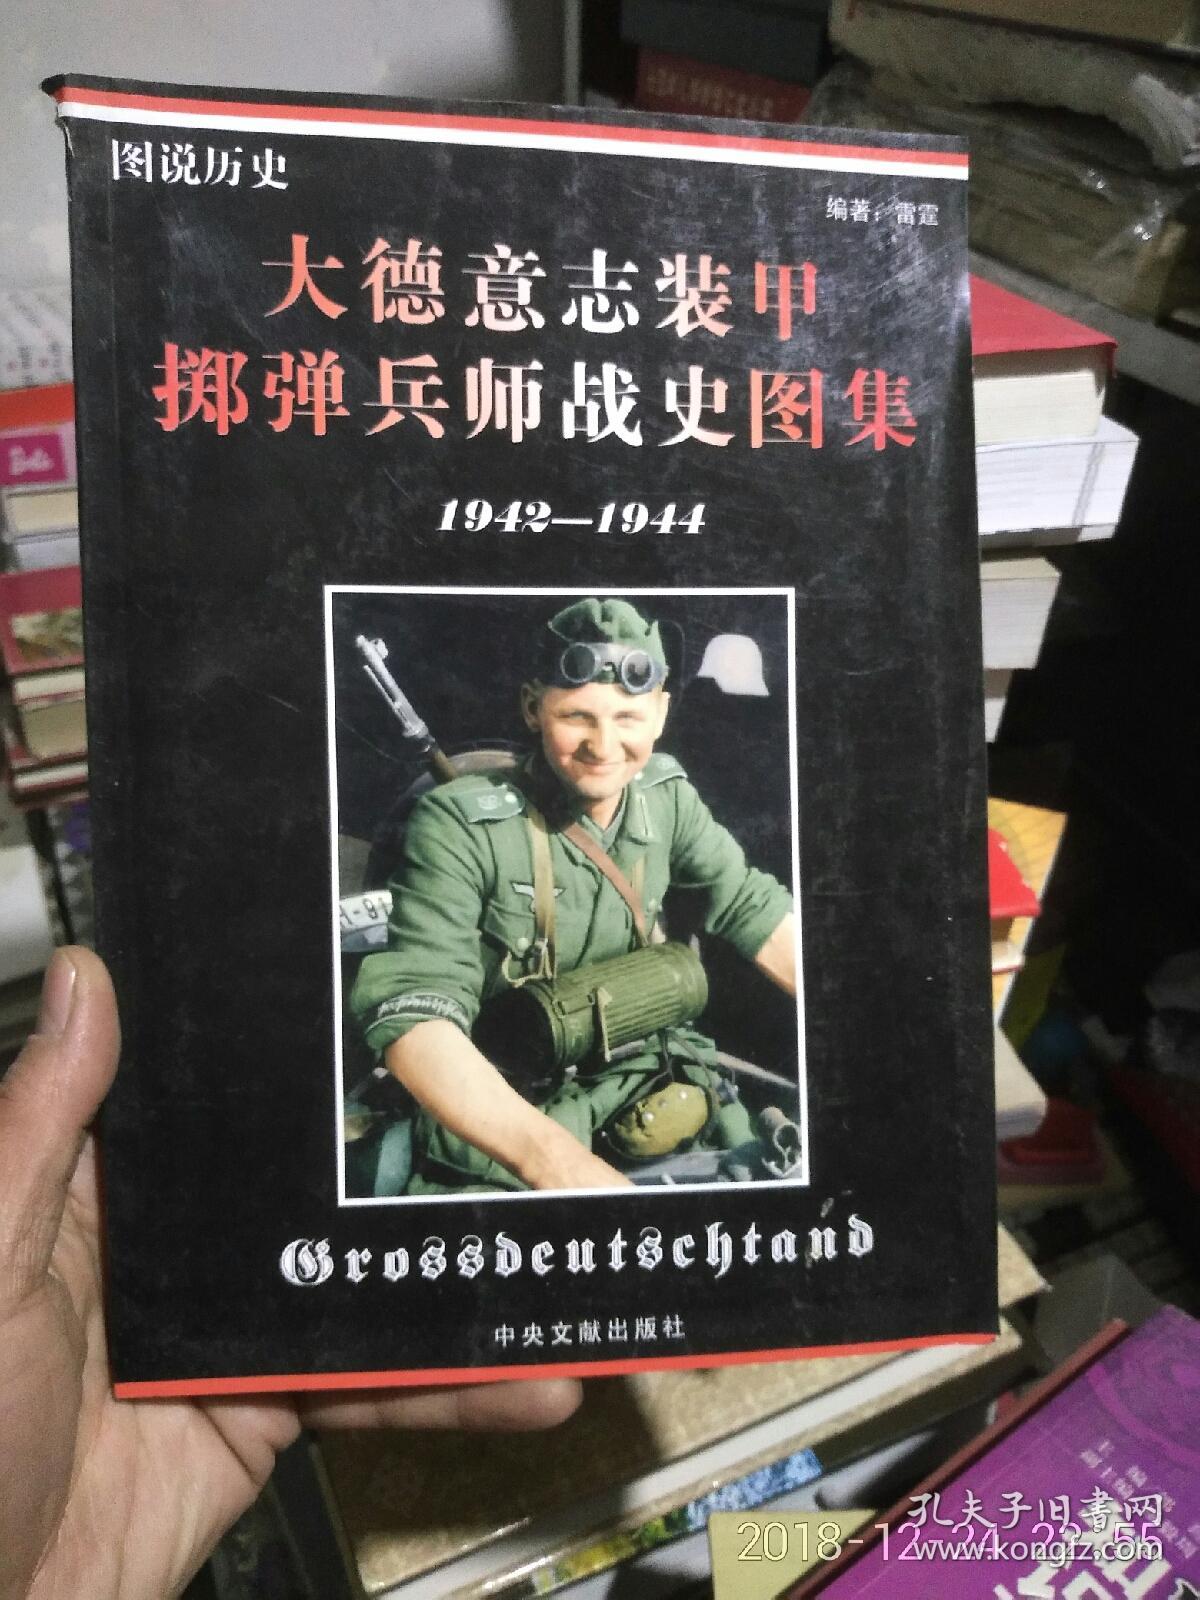 图说历史
编著：雷霆
大德意志装甲
掷弹兵师战史图集
1942—1944
H-91
Grossdeutschtand
中央文献出版社
孔夫子旧书网
2018-12-24 22:55
www.kongfz.com